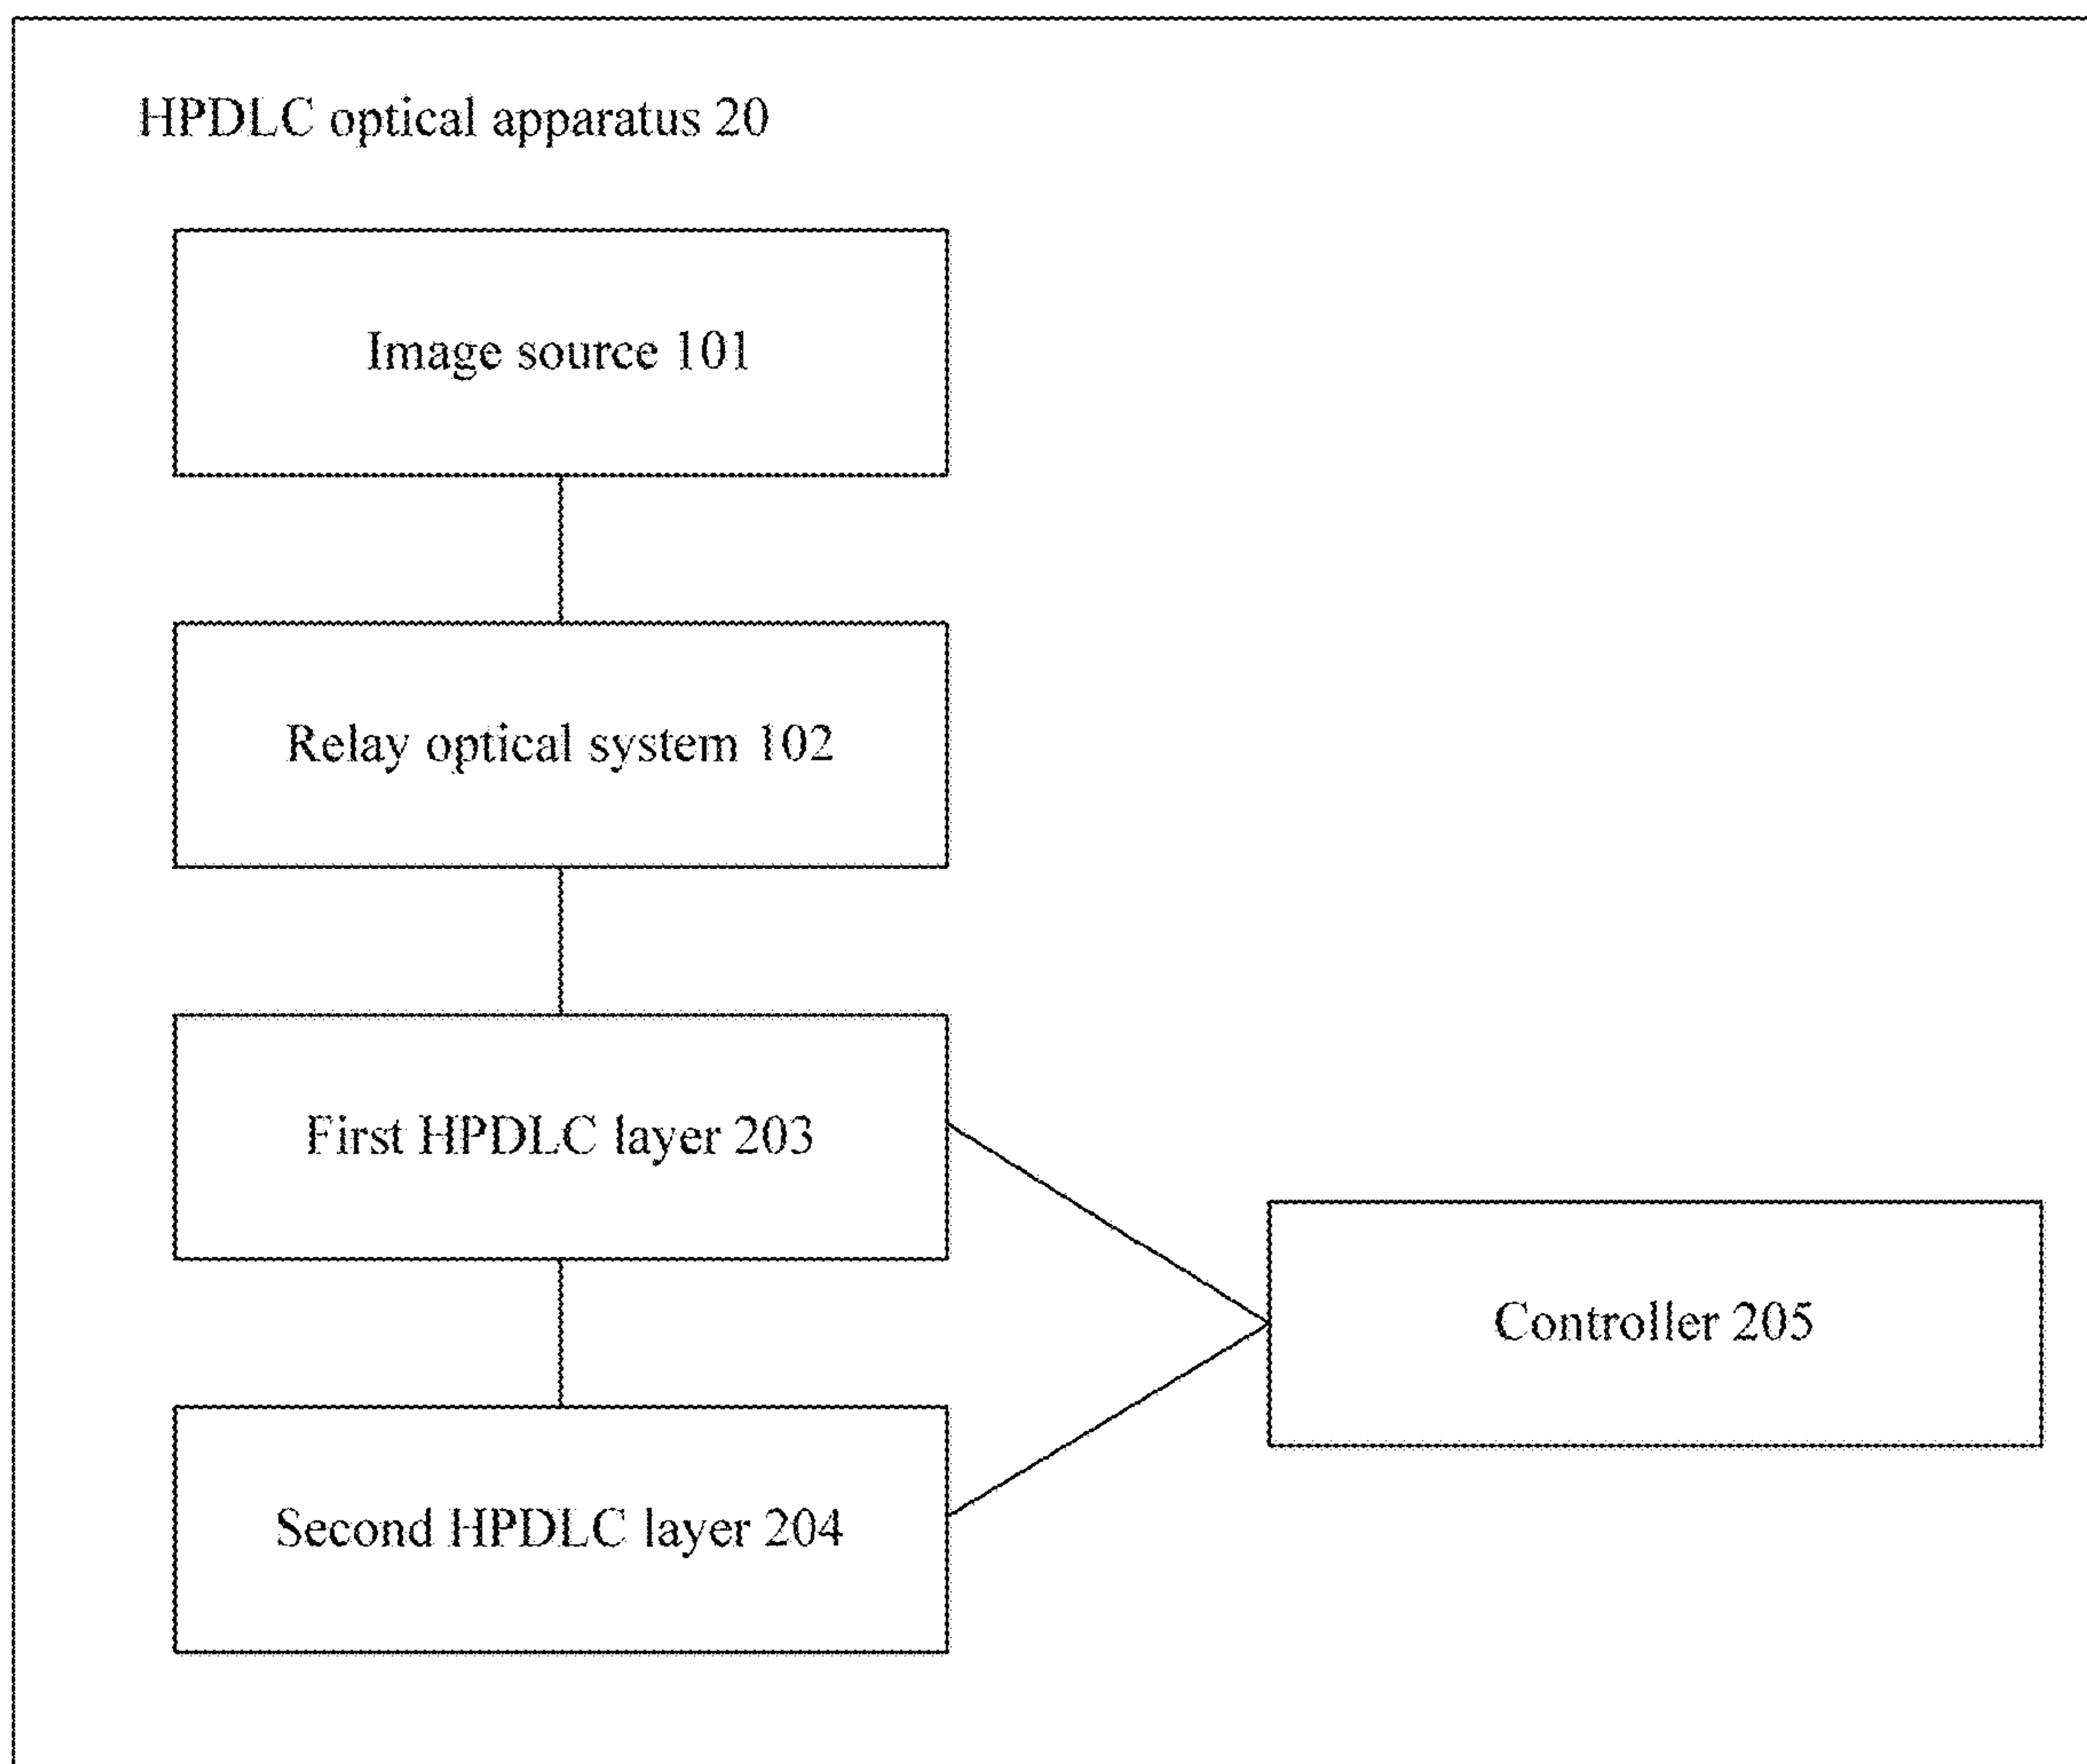 HPDLC optical apparatus 20
Image source 101
Relay optical system 102
First HPDLC layer 203
Controller 205
Second HPDLC layer 204